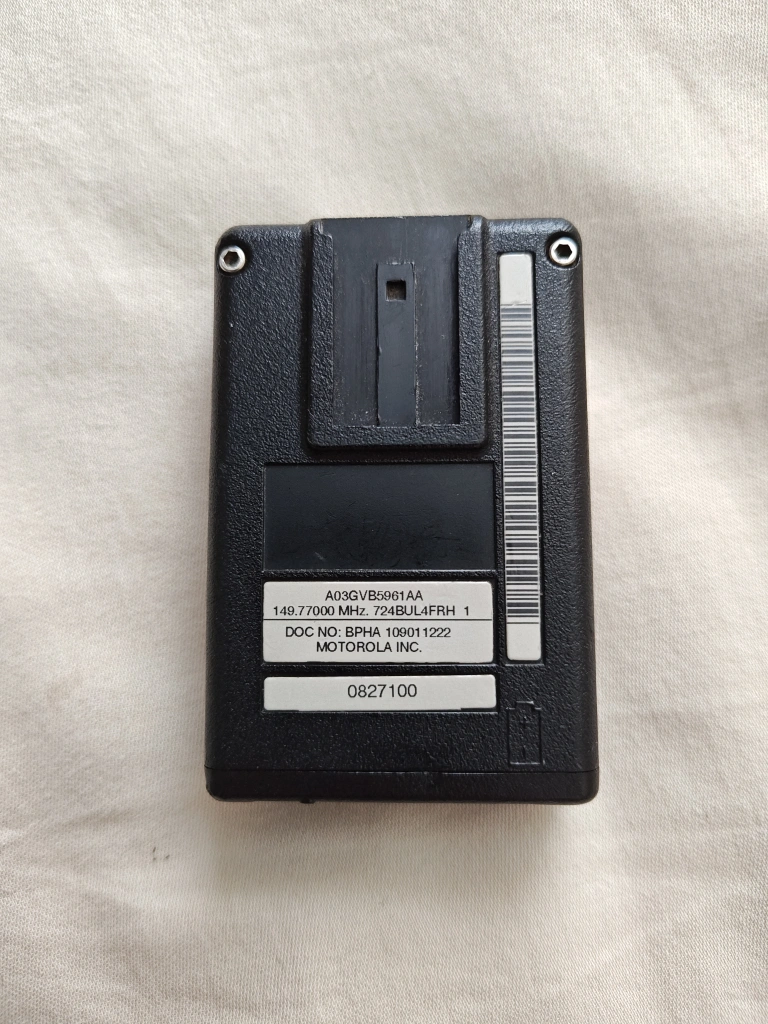 A03GVB5961AA
149.77000 MHz. 724BUL4FRH 1
DOC NO: BPHA 109011222
MOTOROLA INC.
0827100